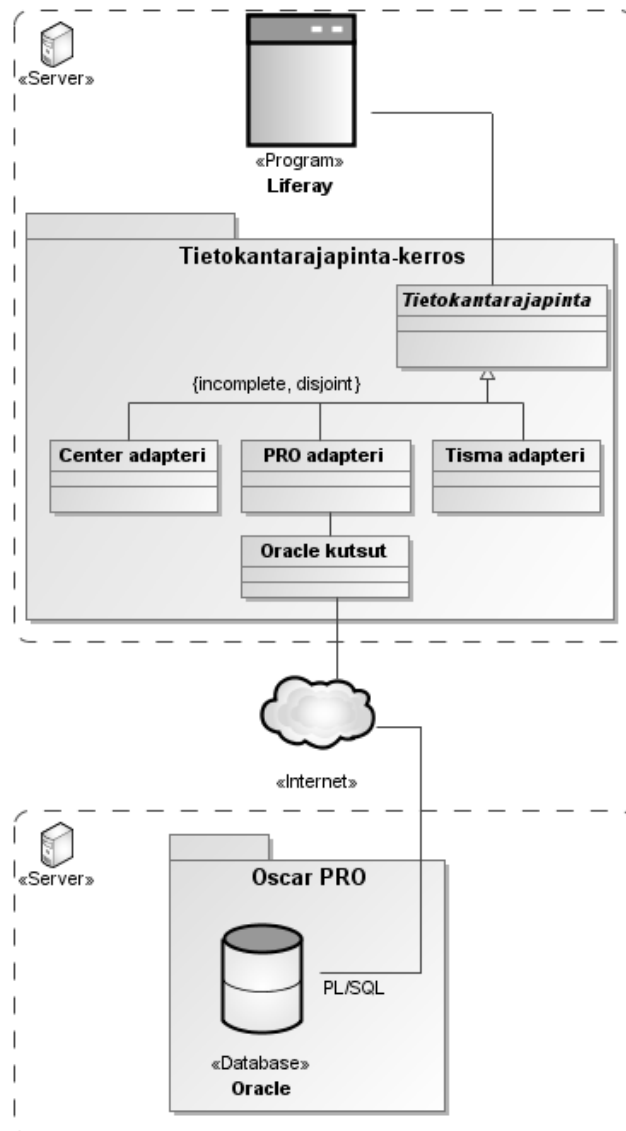 «Server»
«Program»
Liferay
Tietokantarajapinta-kerros
Tietokantarajapinta
{incomplete, disjoint}
Center adapteri
PRO adapteri
Tisma adapteri
Oracle kutsut
«Internet»
«Server»
Oscar PRO
PL/SQL
«Database»
Oracle